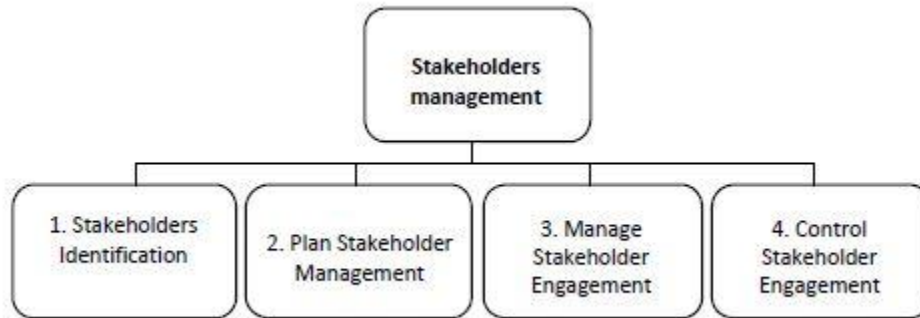 Stakeholders
management
1. Stakeholders
Identification
2. Plan Stakeholder
Management
3. Manage
Stakeholder
Engagement
4. Control
Stakeholder
Engagement